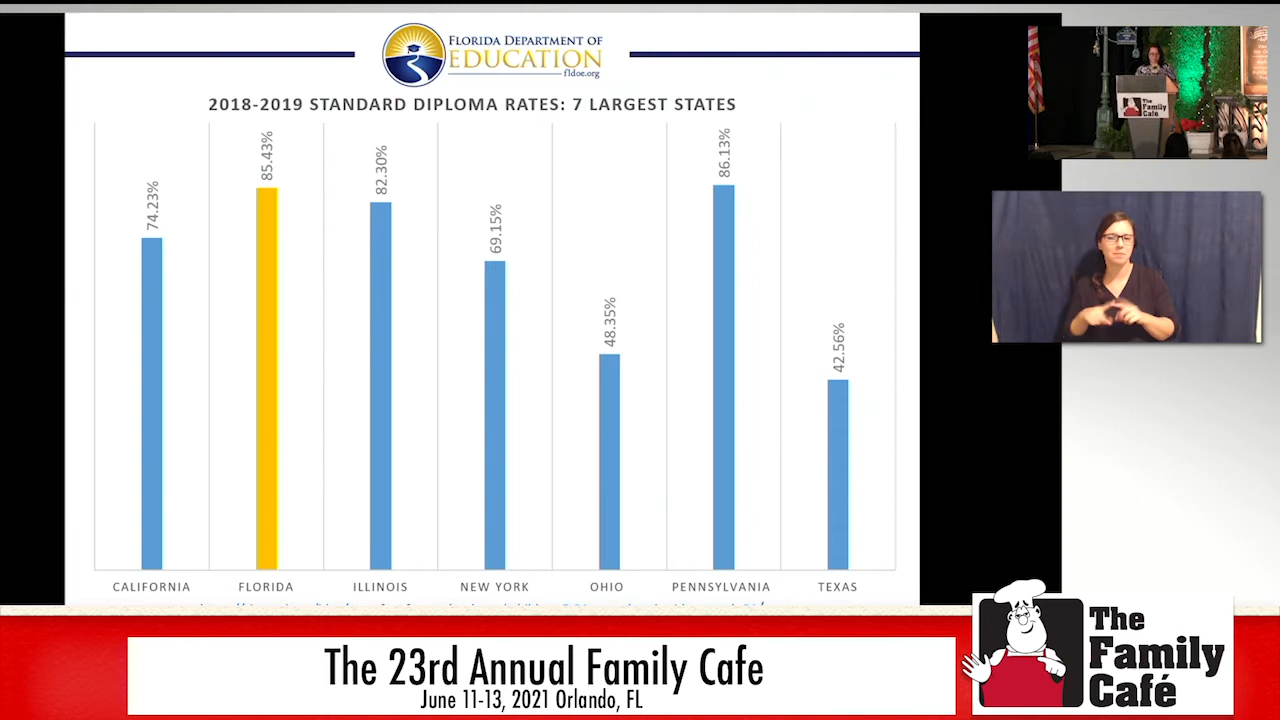 FLORIDA DEPARTMENT OF
EDUCATION
fldoe.org
2018-2019 STANDARD DIPLOMA RATES: 7 LARGEST STATES
74.23%
85.43%
82.30%
69.15%
48.35%
86.13%
42.56%
CALIFORNIA
FLORIDA
ILLINOIS
NEW YORK
OHIO
PENNSYLVANIA
TEXAS
The
Family
Café
The 23rd Annual Family Cafe
June 11-13, 2021 Orlando, FL
The
Family
Café